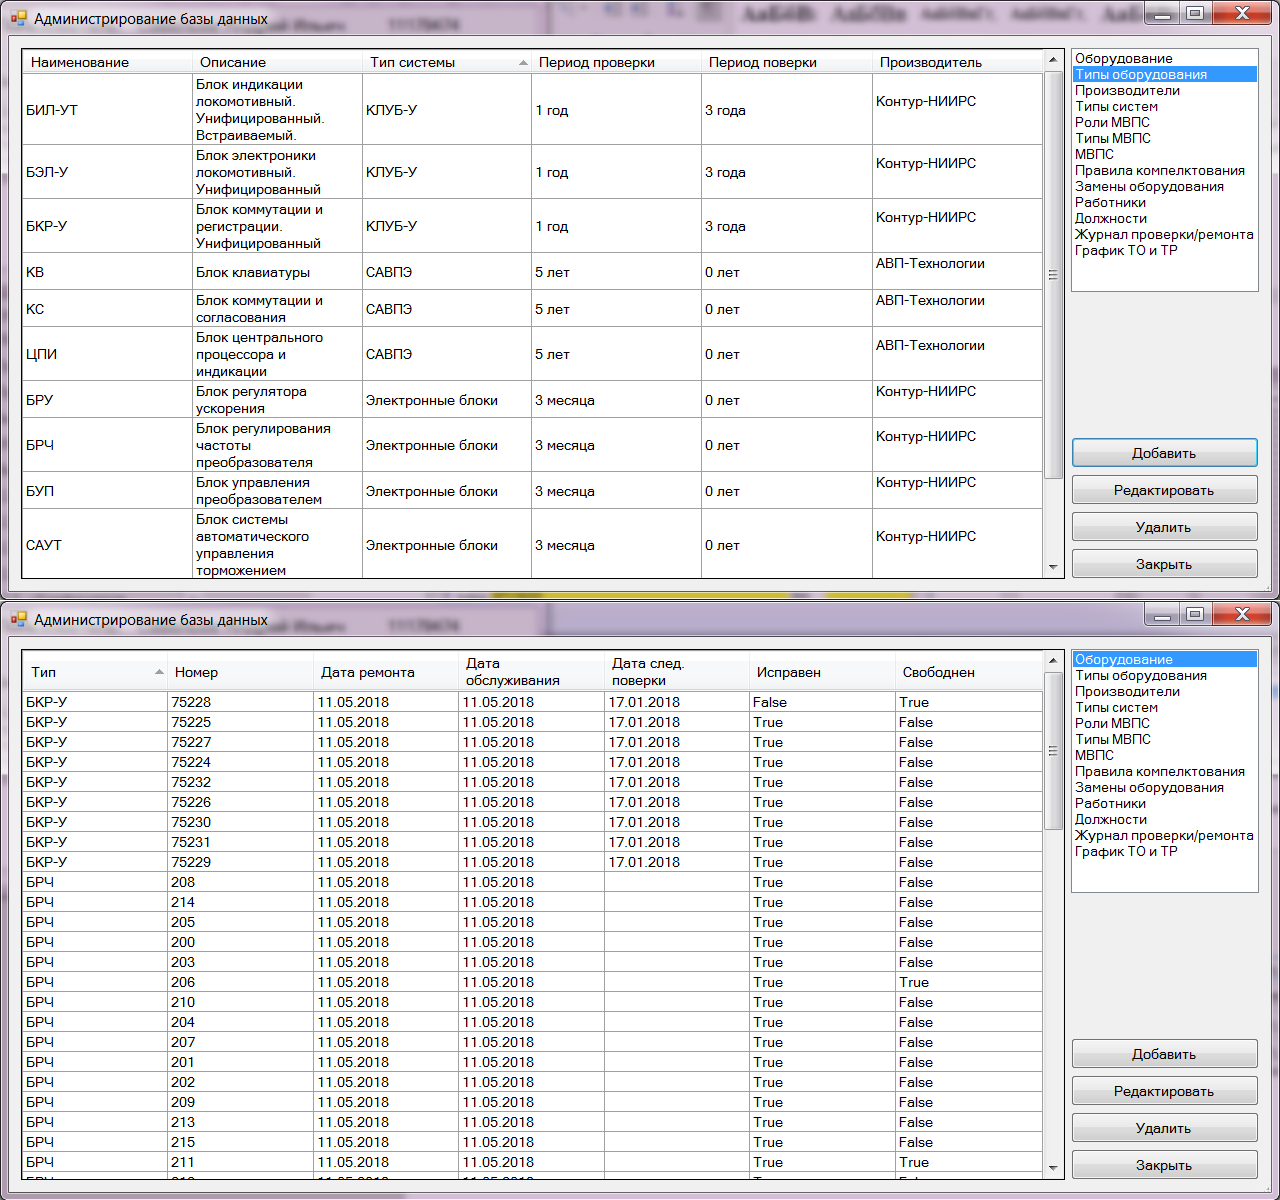 Администрирование базы данных
Наименование Описание Тип системы Период проверки Период поверки Производитель
БИЛ-УТ Блок индикации локомотивный. Унифицированный. Встраиваемый. КЛУБ-У 1 год 3 года Контур-НИИРС
БЭЛ-У Блок электроники локомотивный. Унифицированный КЛУБ-У 1 год 3 года Контур-НИИРС
БКР-У Блок коммутации и регистрации. Унифицированный КЛУБ-У 1 год 3 года Контур-НИИРС
КВ Блок клавиатуры САВПЭ 5 лет 0 лет АВП-Технологии
КС Блок коммутации и согласования САВПЭ 5 лет 0 лет АВП-Технологии
ЦПИ Блок центрального процессора и индикации САВПЭ 5 лет 0 лет АВП-Технологии
БРУ Блок регулятора ускорения Электронные блоки 3 месяца 0 лет Контур-НИИРС
БРЧ Блок регулирования частоты преобразователя Электронные блоки 3 месяца 0 лет Контур-НИИРС
БУП Блок управления преобразователем Электронные блоки 3 месяца 0 лет Контур-НИИРС
САУТ Блок системы автоматического управления торможением Электронные блоки 3 месяца 0 лет Контур-НИИРС
Оборудование
Типы оборудования
Производители
Типы систем
Роли МВПС
Типы МВПС
МВПС
Правила компелктования
Замены оборудования
Работники
Должности
Журнал проверки/ремонта
График ТО и ТР
Добавить
Редактировать
Удалить
Закрыть
Администрирование базы данных
Тип Номер Дата ремонта Дата обслуживания Дата след. поверки Исправен Свободнен
БКР-У 75228 11.05.2018 11.05.2018 17.01.2018 False True
БКР-У 75225 11.05.2018 11.05.2018 17.01.2018 True False
БКР-У 75227 11.05.2018 11.05.2018 17.01.2018 True False
БКР-У 75224 11.05.2018 11.05.2018 17.01.2018 True False
БКР-У 75232 11.05.2018 11.05.2018 17.01.2018 True False
БКР-У 75226 11.05.2018 11.05.2018 17.01.2018 True False
БКР-У 75230 11.05.2018 11.05.2018 17.01.2018 True False
БКР-У 75231 11.05.2018 11.05.2018 17.01.2018 True False
БКР-У 75229 11.05.2018 11.05.2018 17.01.2018 True False
БРЧ 208 11.05.2018 11.05.2018 True False
БРЧ 214 11.05.2018 11.05.2018 True False
БРЧ 205 11.05.2018 11.05.2018 True False
БРЧ 200 11.05.2018 11.05.2018 True False
БРЧ 203 11.05.2018 11.05.2018 True False
БРЧ 206 11.05.2018 11.05.2018 True True
БРЧ 210 11.05.2018 11.05.2018 True False
БРЧ 204 11.05.2018 11.05.2018 True False
БРЧ 207 11.05.2018 11.05.2018 True False
БРЧ 201 11.05.2018 11.05.2018 True False
БРЧ 202 11.05.2018 11.05.2018 True False
БРЧ 209 11.05.2018 11.05.2018 True False
БРЧ 213 11.05.2018 11.05.2018 True False
БРЧ 215 11.05.2018 11.05.2018 True False
БРЧ 211 11.05.2018 11.05.2018 True True
Оборудование
Типы оборудования
Производители
Типы систем
Роли МВПС
Типы МВПС
МВПС
Правила компелктования
Замены оборудования
Работники
Должности
Журнал проверки/ремонта
График ТО и ТР
Добавить
Редактировать
Удалить
Закрыть